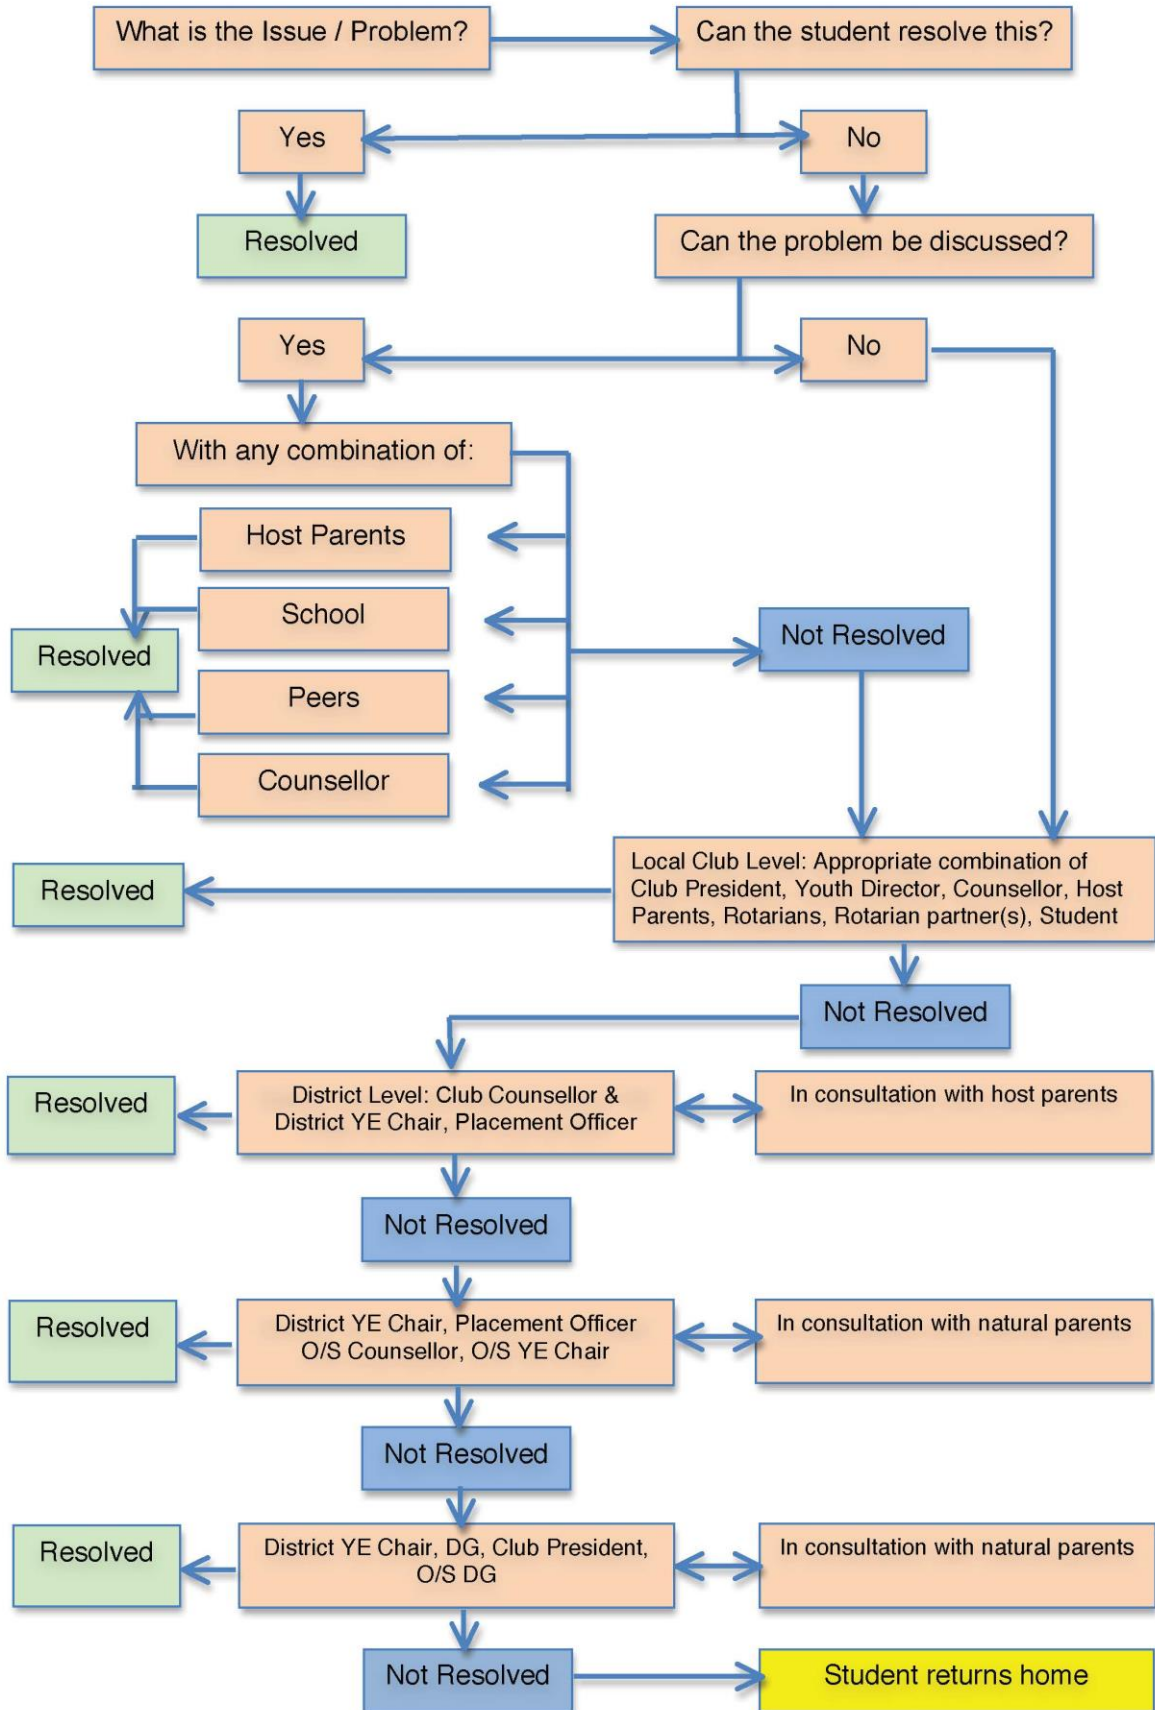 What is the Issue / Problem?
Can the student resolve this?
Yes
No
Resolved
Can the problem be discussed?
Yes
No
With any combination of:
Host Parents
School
Not Resolved
Resolved
Peers
Counsellor
Local Club Level: Appropriate combination of
Club President, Youth Director, Counsellor, Host
Parents, Rotarians, Rotarian partner(s), Student
Resolved
Not Resolved
Resolved
District Level: Club Counsellor &
District YE Chair, Placement Officer
In consultation with host parents
Not Resolved
Resolved
District YE Chair, Placement Officer
O/S Counsellor, O/S YE Chair
In consultation with natural parents
Not Resolved
Resolved
District YE Chair, DG, Club President,
O/S DG
In consultation with natural parents
Not Resolved
Student returns home